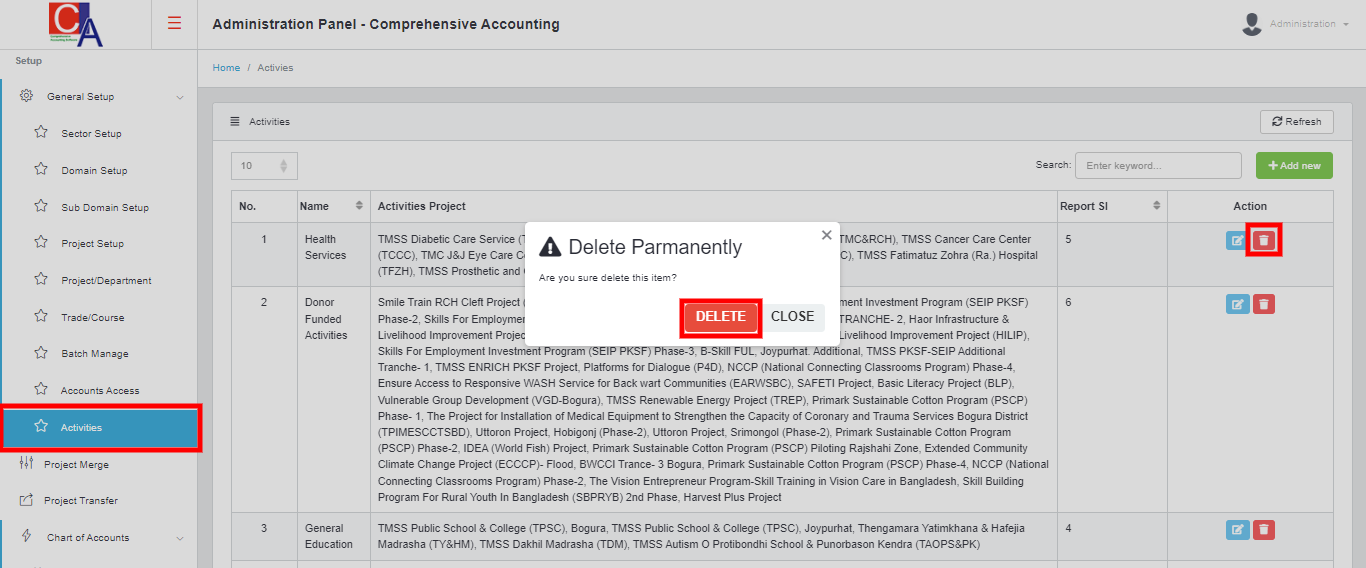 CA
Administration Panel - Comprehensive Accounting
Administration
Setup
Home / Activies
General Setup
Sector Setup
Domain Setup
Sub Domain Setup
Project Setup
Project/Department
Trade/Course
Batch Manage
Accounts Access
Activities
Project Merge
Project Transfer
Chart of Accounts
Activities
Refresh
10
Search: Enter keyword...
Add new
No. Name Activities Project Report Sl Action
1 Health Services
TMSS Diabetic Care Service (T
TMC&RCH), TMSS Cancer Care Center
(TCCC), TMC J&J Eye Care C
C), TMSS Fatimatuz Zohra (Ra.) Hospital
(TFZH), TMSS Prosthetic and
5
Delete Parmanently
×
Are you sure delete this item?
DELETE CLOSE
2 Donor Funded Activities
Smile Train RCH Cleft Project (
ment Investment Program (SEIP PKSF)
Phase-2, Skills For Employmen
TRANCHE- 2, Haor Infrastructure &
Livelihood Improvement Projec
Livelihood Improvement Project (HILIP),
Skills For Employment Investment Program (SEIP PKSF) Phase-3, B-Skill FUL, Joypurhat. Additional, TMSS PKSF-SEIP Additional
Tranche- 1, TMSS ENRICH PKSF Project, Platforms for Dialogue (P4D), NCCP (National Connecting Classrooms Program) Phase-4,
Ensure Access to Responsive WASH Service for Back wart Communities (EARWSBC), SAFETI Project, Basic Literacy Project (BLP),
Vulnerable Group Development (VGD-Bogura), TMSS Renewable Energy Project (TREP), Primark Sustainable Cotton Program (PSCP)
Phase- 1, The Project for Installation of Medical Equipment to Strengthen the Capacity of Coronary and Trauma Services Bogura District
(TPIMESCCTSBD), Uttoron Project, Hobigonj (Phase-2), Uttoron Project, Srimongol (Phase-2), Primark Sustainable Cotton Program
(PSCP) Phase-2, IDEA (World Fish) Project, Primark Sustainable Cotton Program (PSCP) Piloting Rajshahi Zone, Extended Community
Climate Change Project (ECCCP)- Flood, BWCCI Trance- 3 Bogura, Primark Sustainable Cotton Program (PSCP) Phase-4, NCCP (National
Connecting Classrooms Program) Phase-2, The Vision Entrepreneur Program-Skill Training in Vision Care in Bangladesh, Skill Building
Program For Rural Youth In Bangladesh (SBPRYB) 2nd Phase, Harvest Plus Project
6
3 General Education
TMSS Public School & College (TPSC), Bogura, TMSS Public School & College (TPSC), Joypurhat, Thengamara Yatimkhana & Hafejia
Madrasha (TY&HM), TMSS Dakhil Madrasha (TDM), TMSS Autism O Protibondhi School & Punorbason Kendra (TAOPS&PK)
4